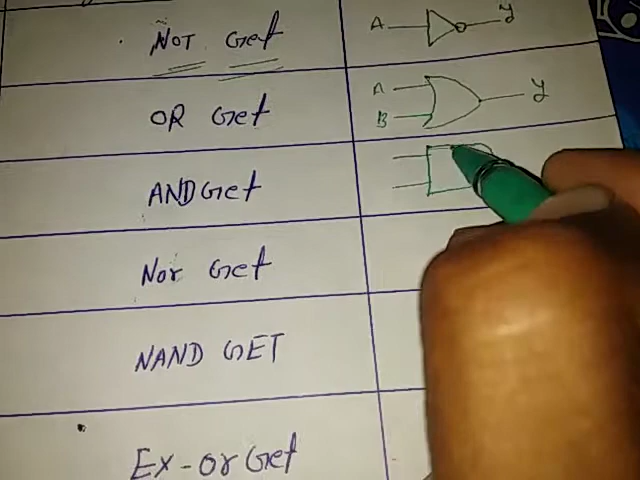 NOT Get
A
y
OR Get
A
B
y
AND Get
Nor Get
NAND GET
Ex-or Get